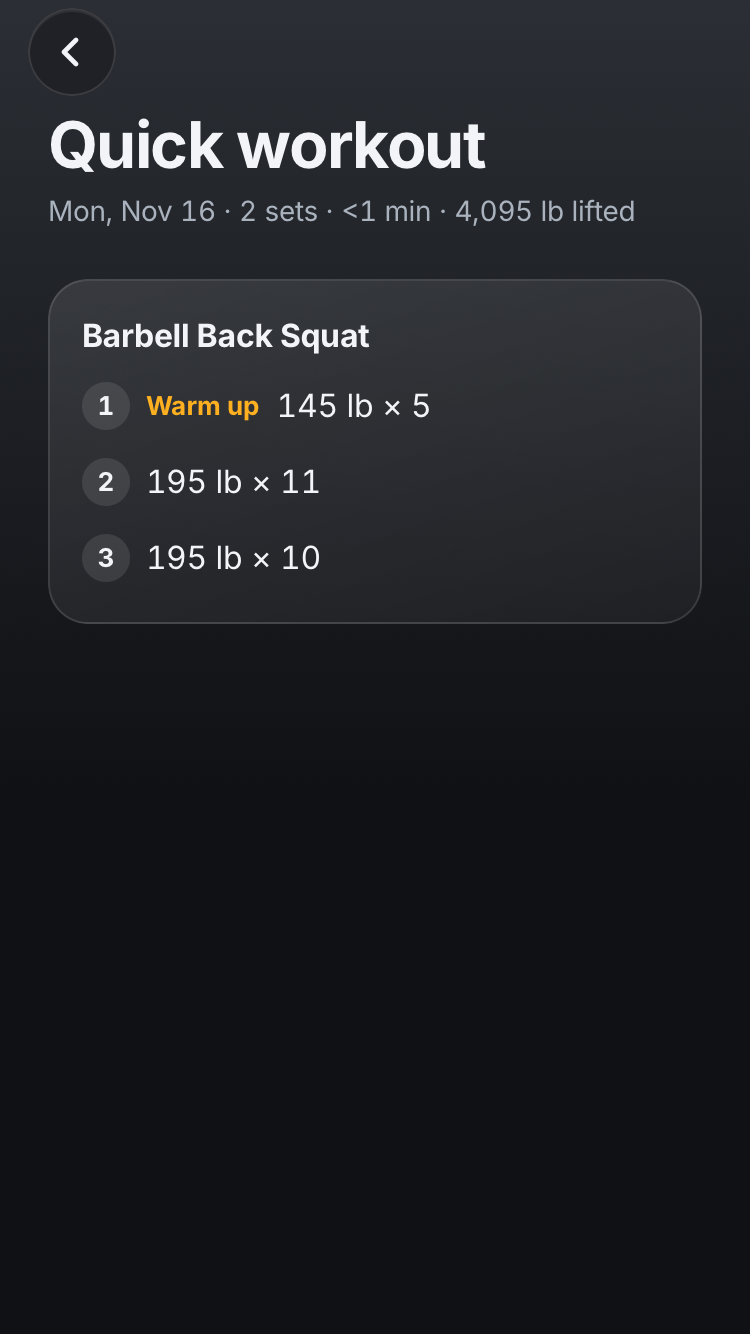 Quick workout
Mon, Nov 16 · 2 sets · <1 min · 4,095 lb lifted
Barbell Back Squat
1 Warm up 145 lb × 5
2 195 lb × 11
3 195 lb × 10